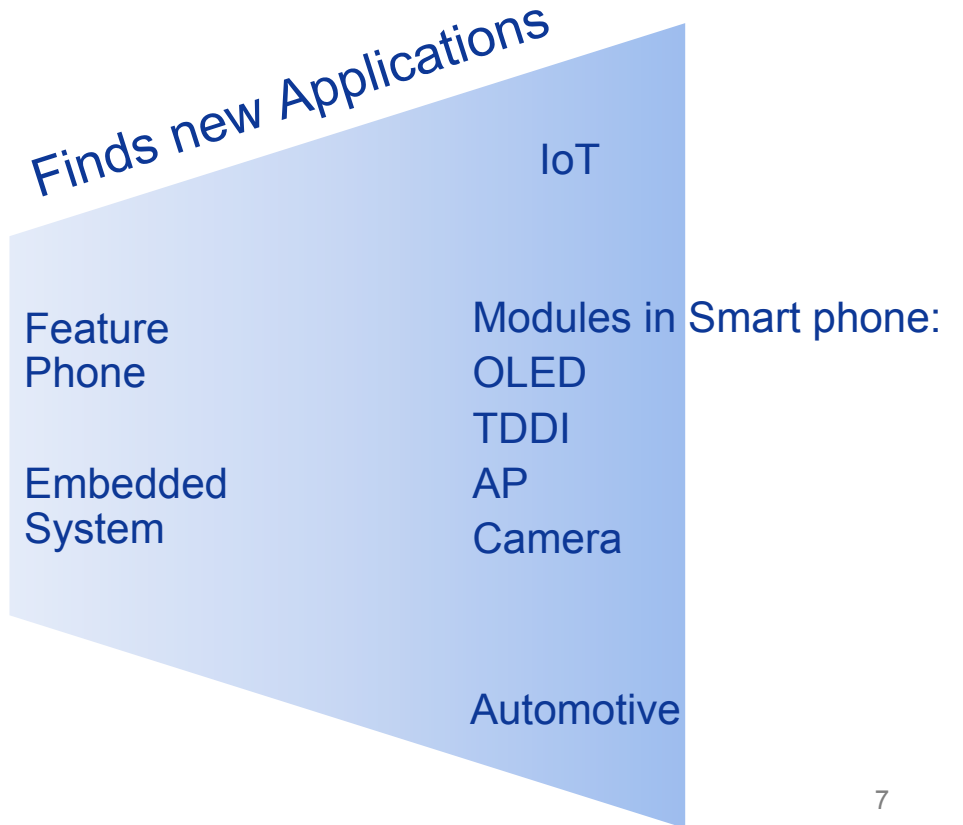 Finds new Applications
IoT
Feature
Phone
Embedded
System
Modules in Smart phone:
OLED
TDDI
AP
Camera
Automotive
7